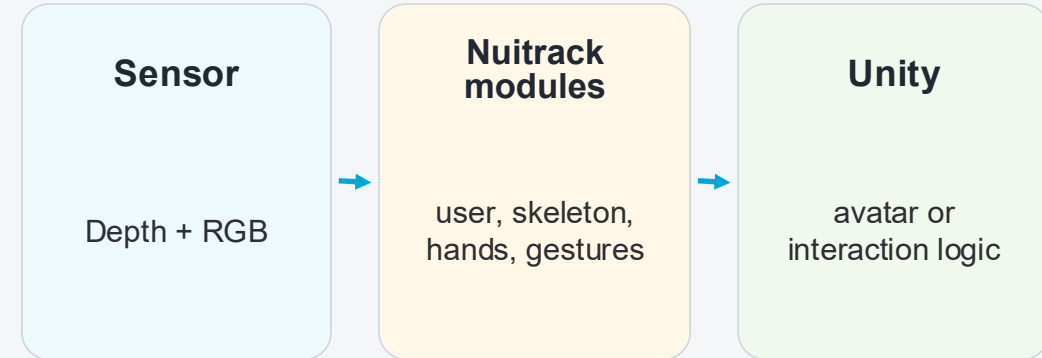 Sensor
Depth + RGB
Nuitrack
modules
user, skeleton,
hands, gestures
Unity
avatar or
interaction logic